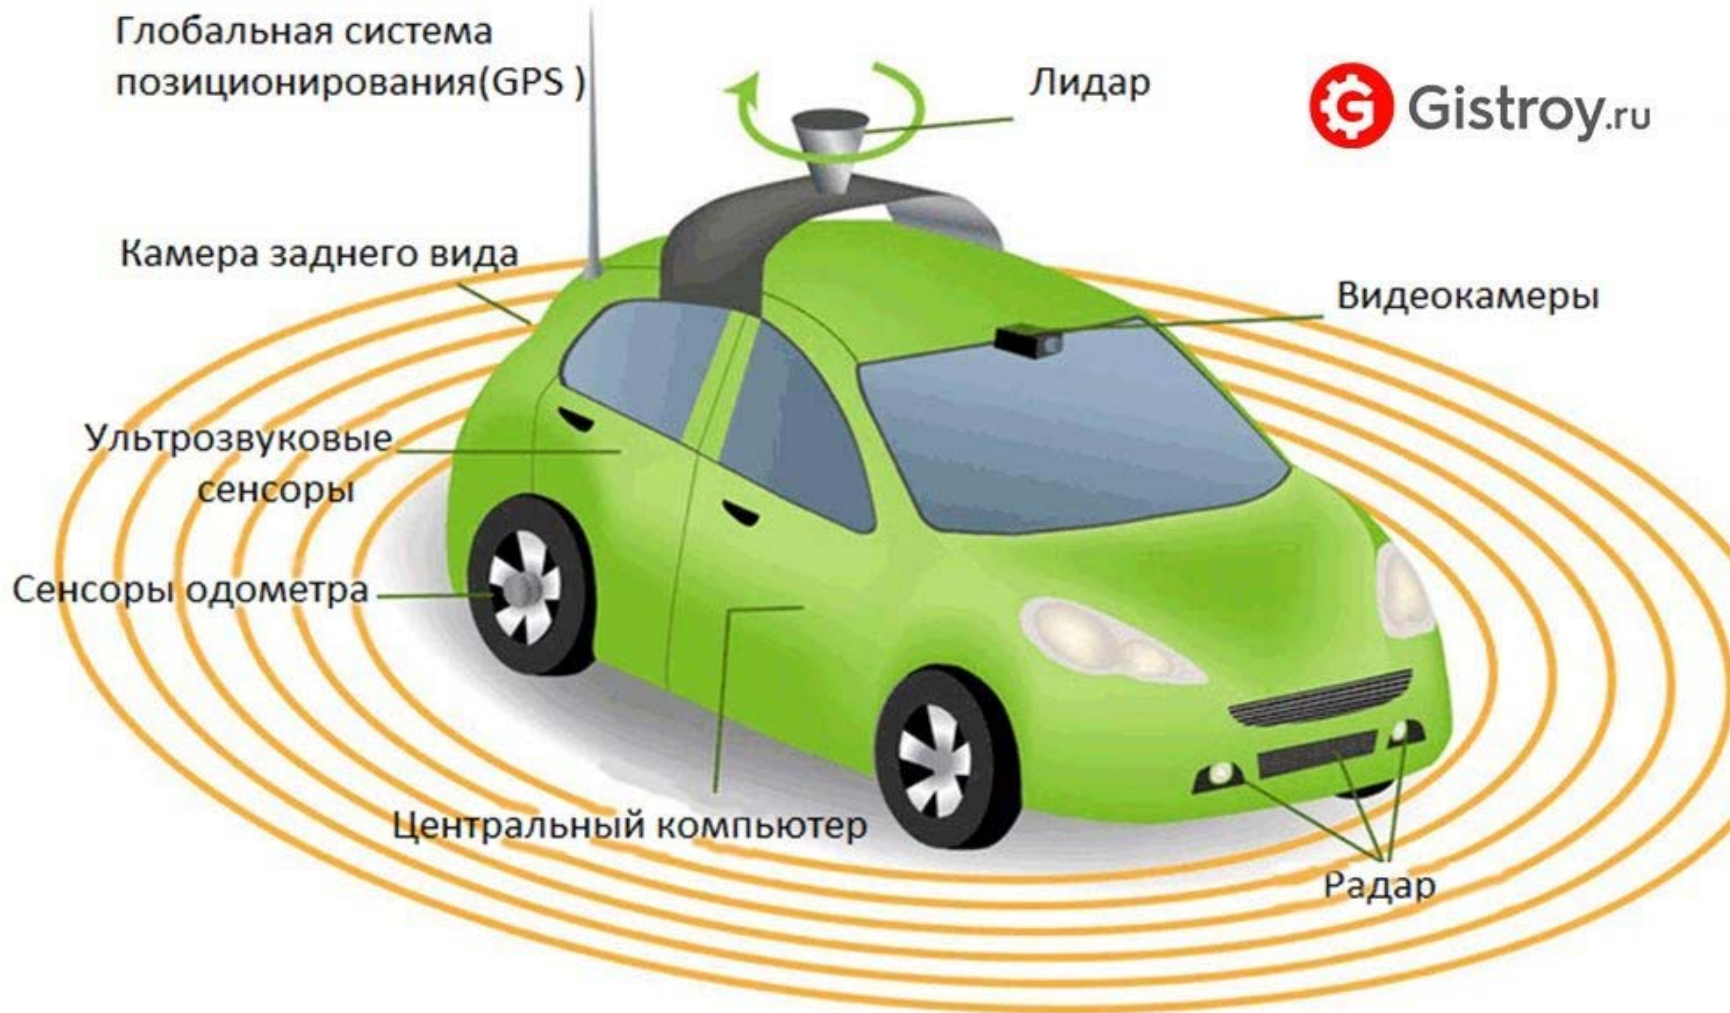 Глобальная система
позиционирования(GPS )
Лидар
Gistroy.ru
Камера заднего вида
Видеокамеры
Ультрозвуковые
сенсоры
Сенсоры одометра
Центральный компьютер
Радар